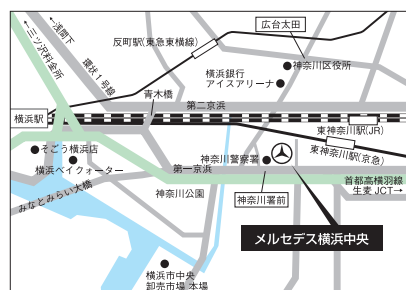 ←三ツ沢料金所
←浅間下
環状1号線
反町駅(東急東横線)
広台太田
神奈川区役所
横浜銀行
アイスアリーナ
青木橋
第二京浜
横浜駅
東神奈川駅(JR)
東神奈川駅(京急)
そごう横浜店
横浜ベイクォーター
第一京浜
神奈川警察署
みなとみらい大橋
神奈川公園
神奈川署前
首都高横羽線
生麦JCT→
メルセデス横浜中央
横浜市中央
卸売市場 本場